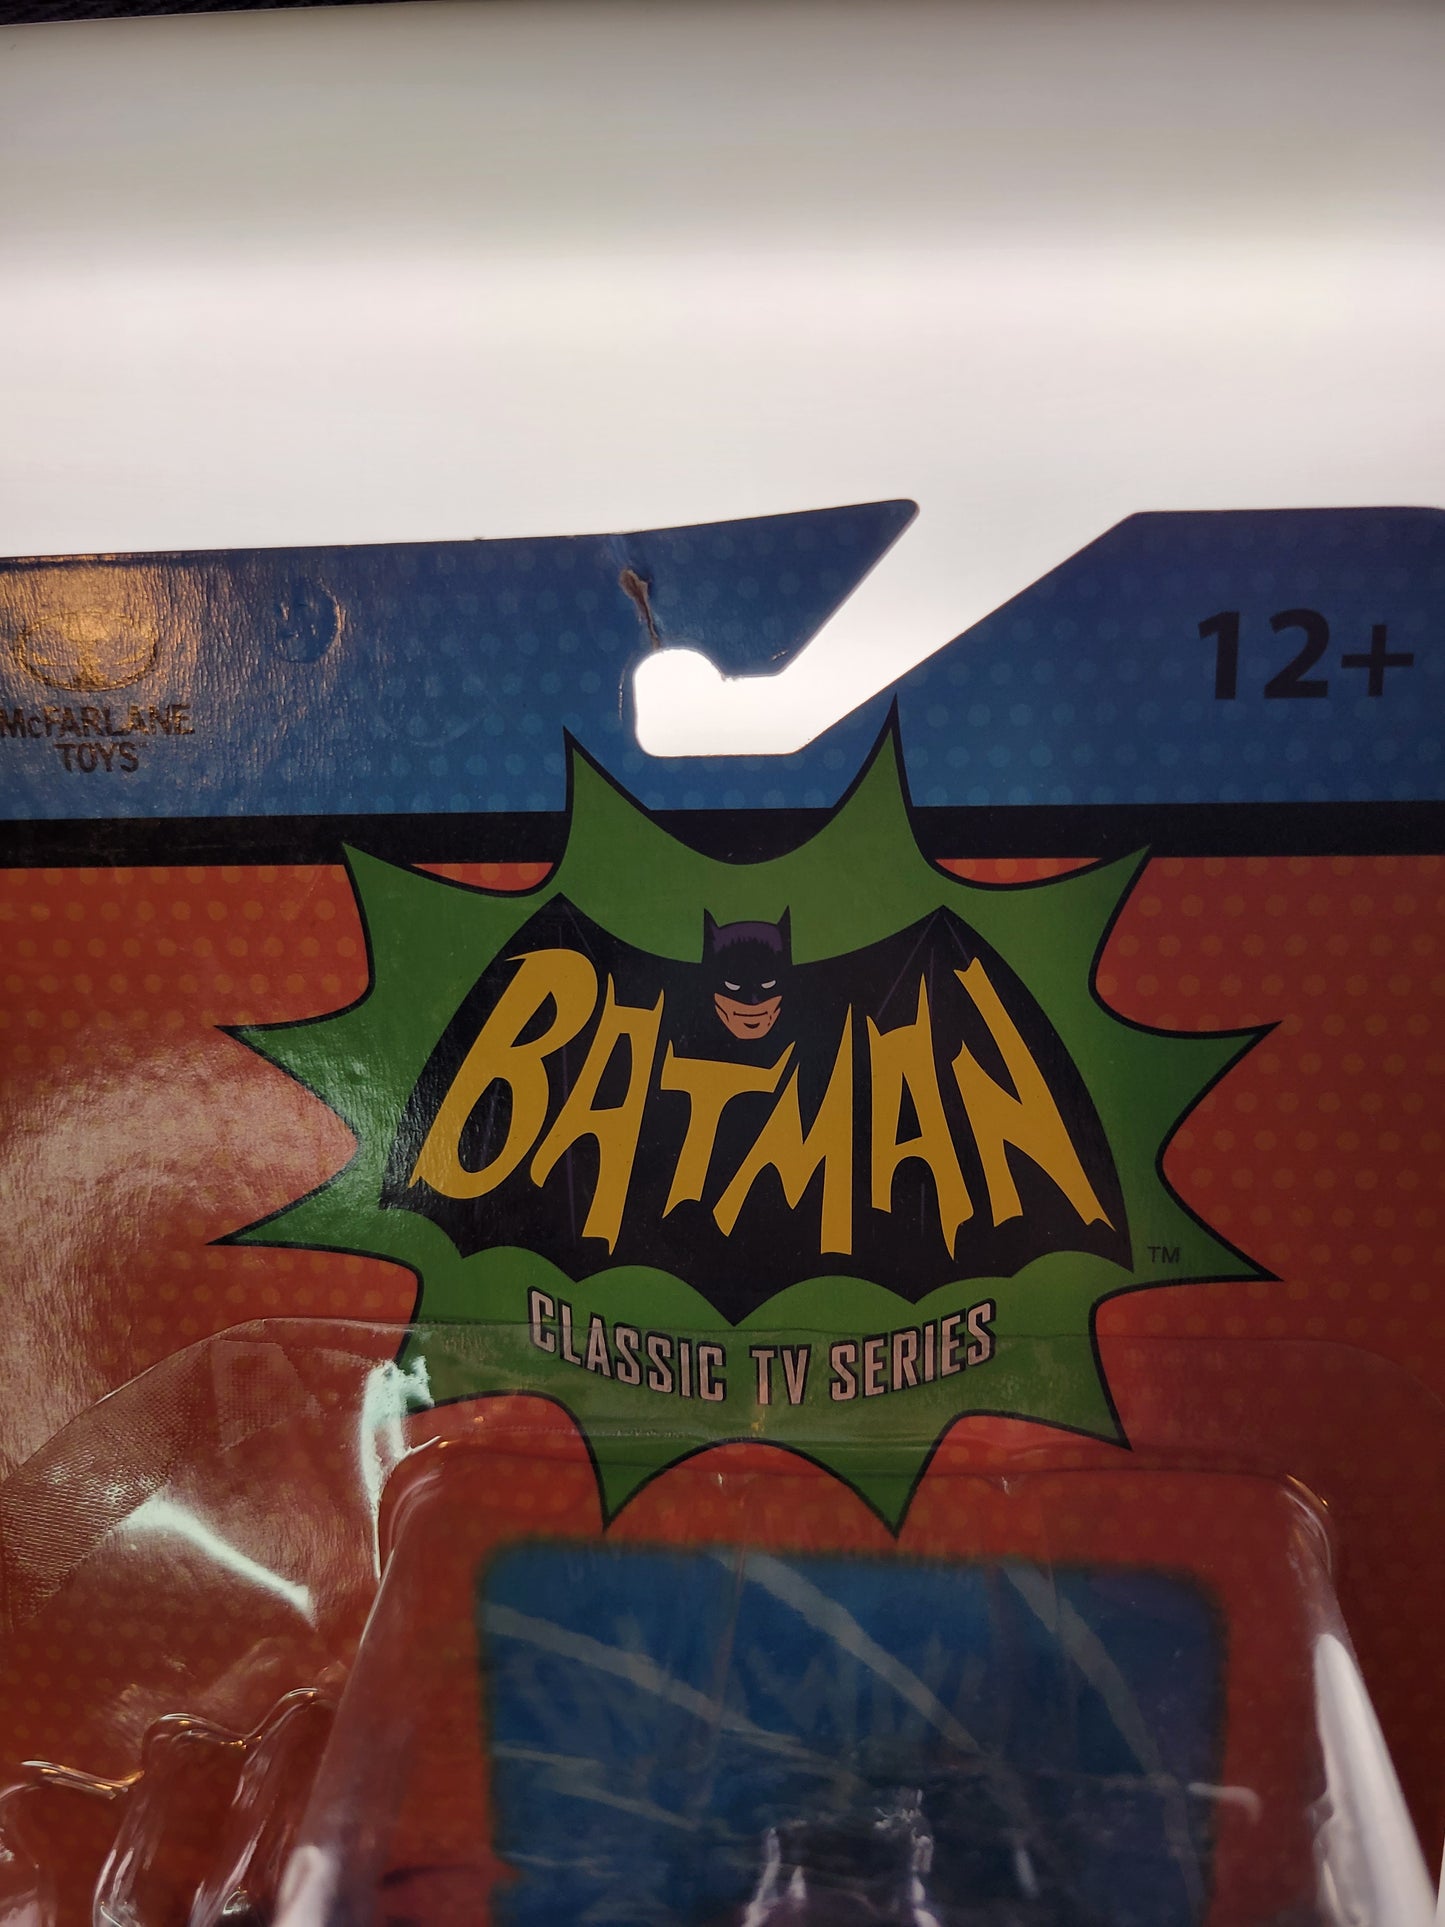 12+
McFARLANE
TOYS
BATMAN
TM
CLASSIC TV SERIES